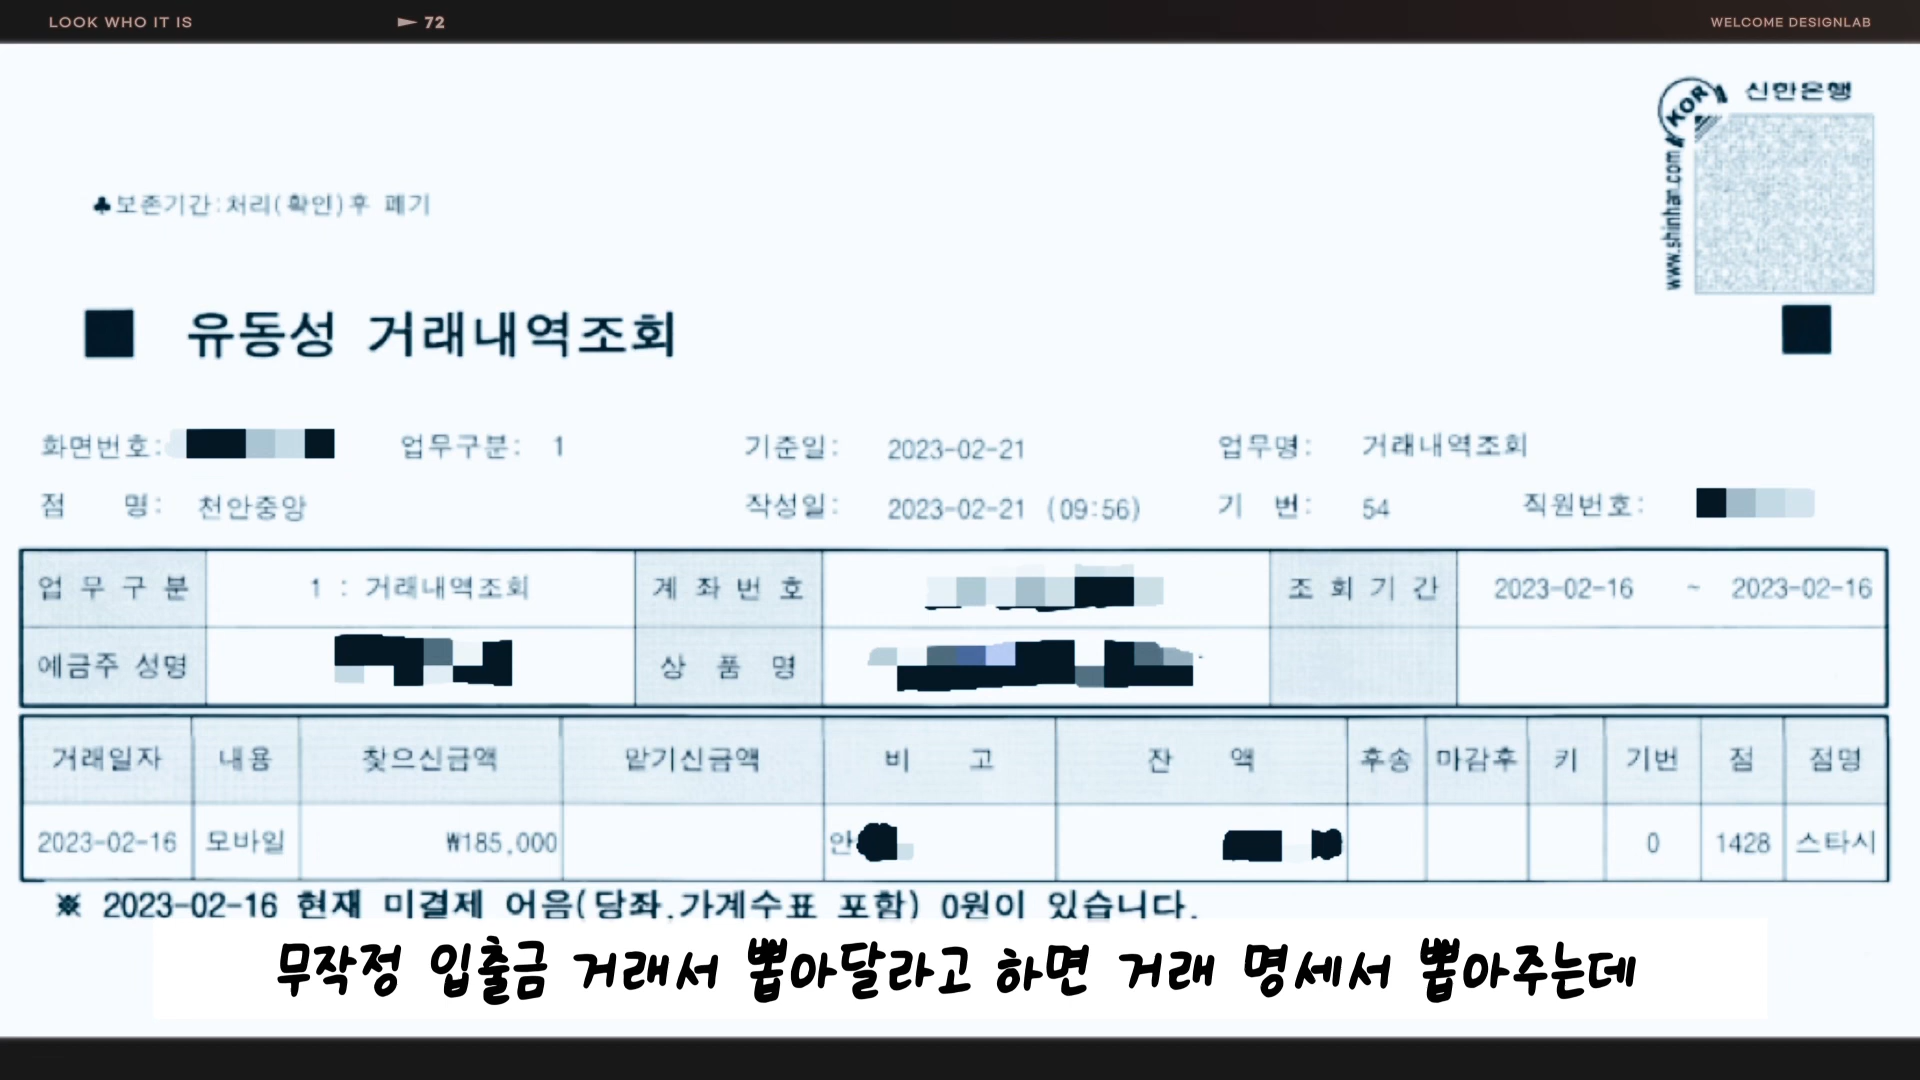 LOOK WHO IT IS
72
WELCOME DESIGNLAB
KOR
신한은행
www.shinhan.com
♣보존기간:처리(확인)후 폐기
■ 유동성 거래내역조회 ■
화면번호: 업무구분: 1 기준일: 2023-02-21 업무명: 거래내역조회
점 명: 천안중앙 작성일: 2023-02-21 (09:56) 기 번: 54 직원번호:
업무구분 1 : 거래내역조회 계좌번호 조회기간 2023-02-16 ~ 2023-02-16
예금주 성명 상품명
거래일자 내용 찾으신금액 맡기신금액 비고 잔액 후송 마감후 키 기번 점 점명
2023-02-16 모바일 ₩185,000 안 0 1428 스타시
※ 2023-02-16 현재 미결제 어음(당좌,가계수표 포함) 0원이 있습니다.
무작정 입출금 거래서 뽑아달라고 하면 거래 명세서 뽑아주는데